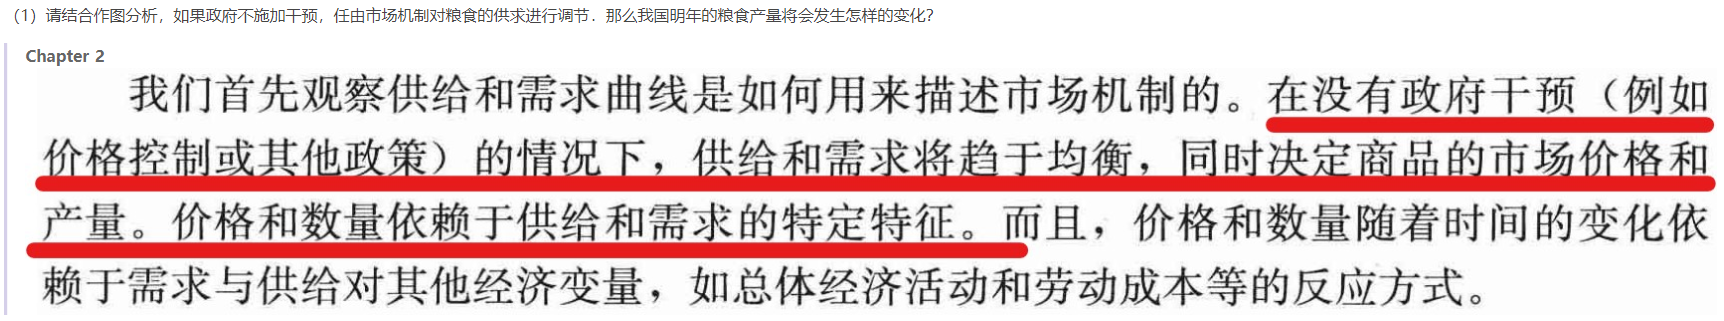 (1) 请结合作图分析，如果政府不施加干预，任由市场机制对粮食的供求进行调节．那么我国明年的粮食产量将会发生怎样的变化？
Chapter 2
我们首先观察供给和需求曲线是如何用来描述市场机制的。在没有政府干预（例如
价格控制或其他政策）的情况下，供给和需求将趋于均衡，同时决定商品的市场价格和
产量。价格和数量依赖于供给和需求的特定特征。而且，价格和数量随着时间的变化依
赖于需求与供给对其他经济变量，如总体经济活动和劳动成本等的反应方式。